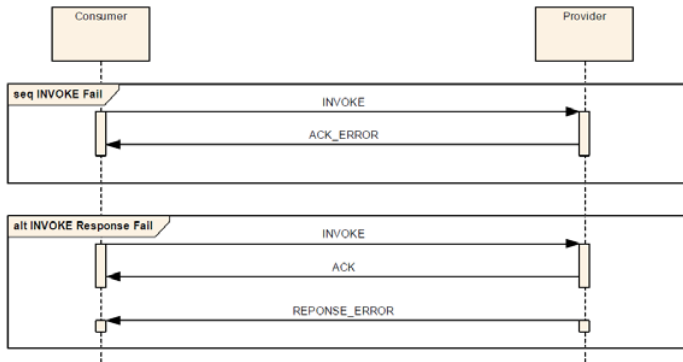 Consumer
Provider
seq INVOKE Fail
INVOKE
ACK_ERROR
alt INVOKE Response Fail
INVOKE
ACK
REPONSE_ERROR